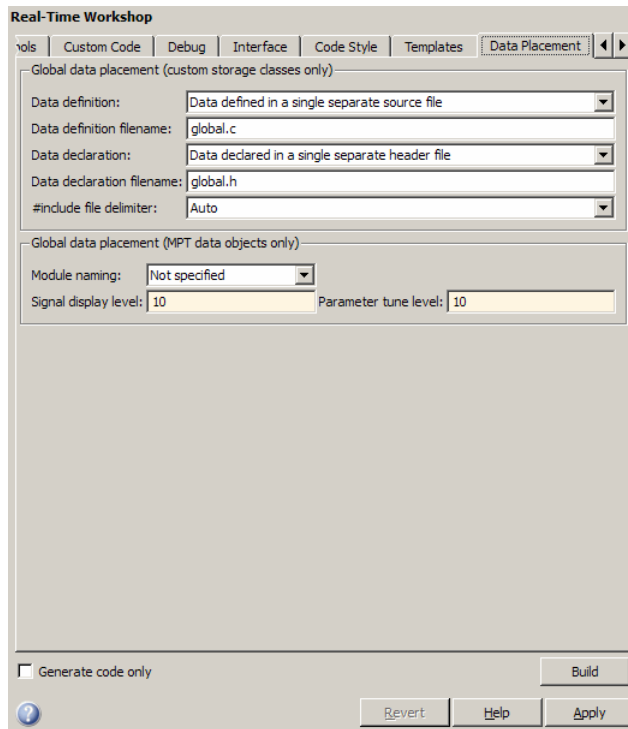 Real-Time Workshop
ols Custom Code Debug Interface Code Style Templates Data Placement
Global data placement (custom storage classes only)
Data definition: Data defined in a single separate source file
Data definition filename: global.c
Data declaration: Data declared in a single separate header file
Data declaration filename: global.h
#include file delimiter: Auto
Global data placement (MPT data objects only)
Module naming: Not specified
Signal display level: 10 Parameter tune level: 10
Generate code only Build
Revert Help Apply